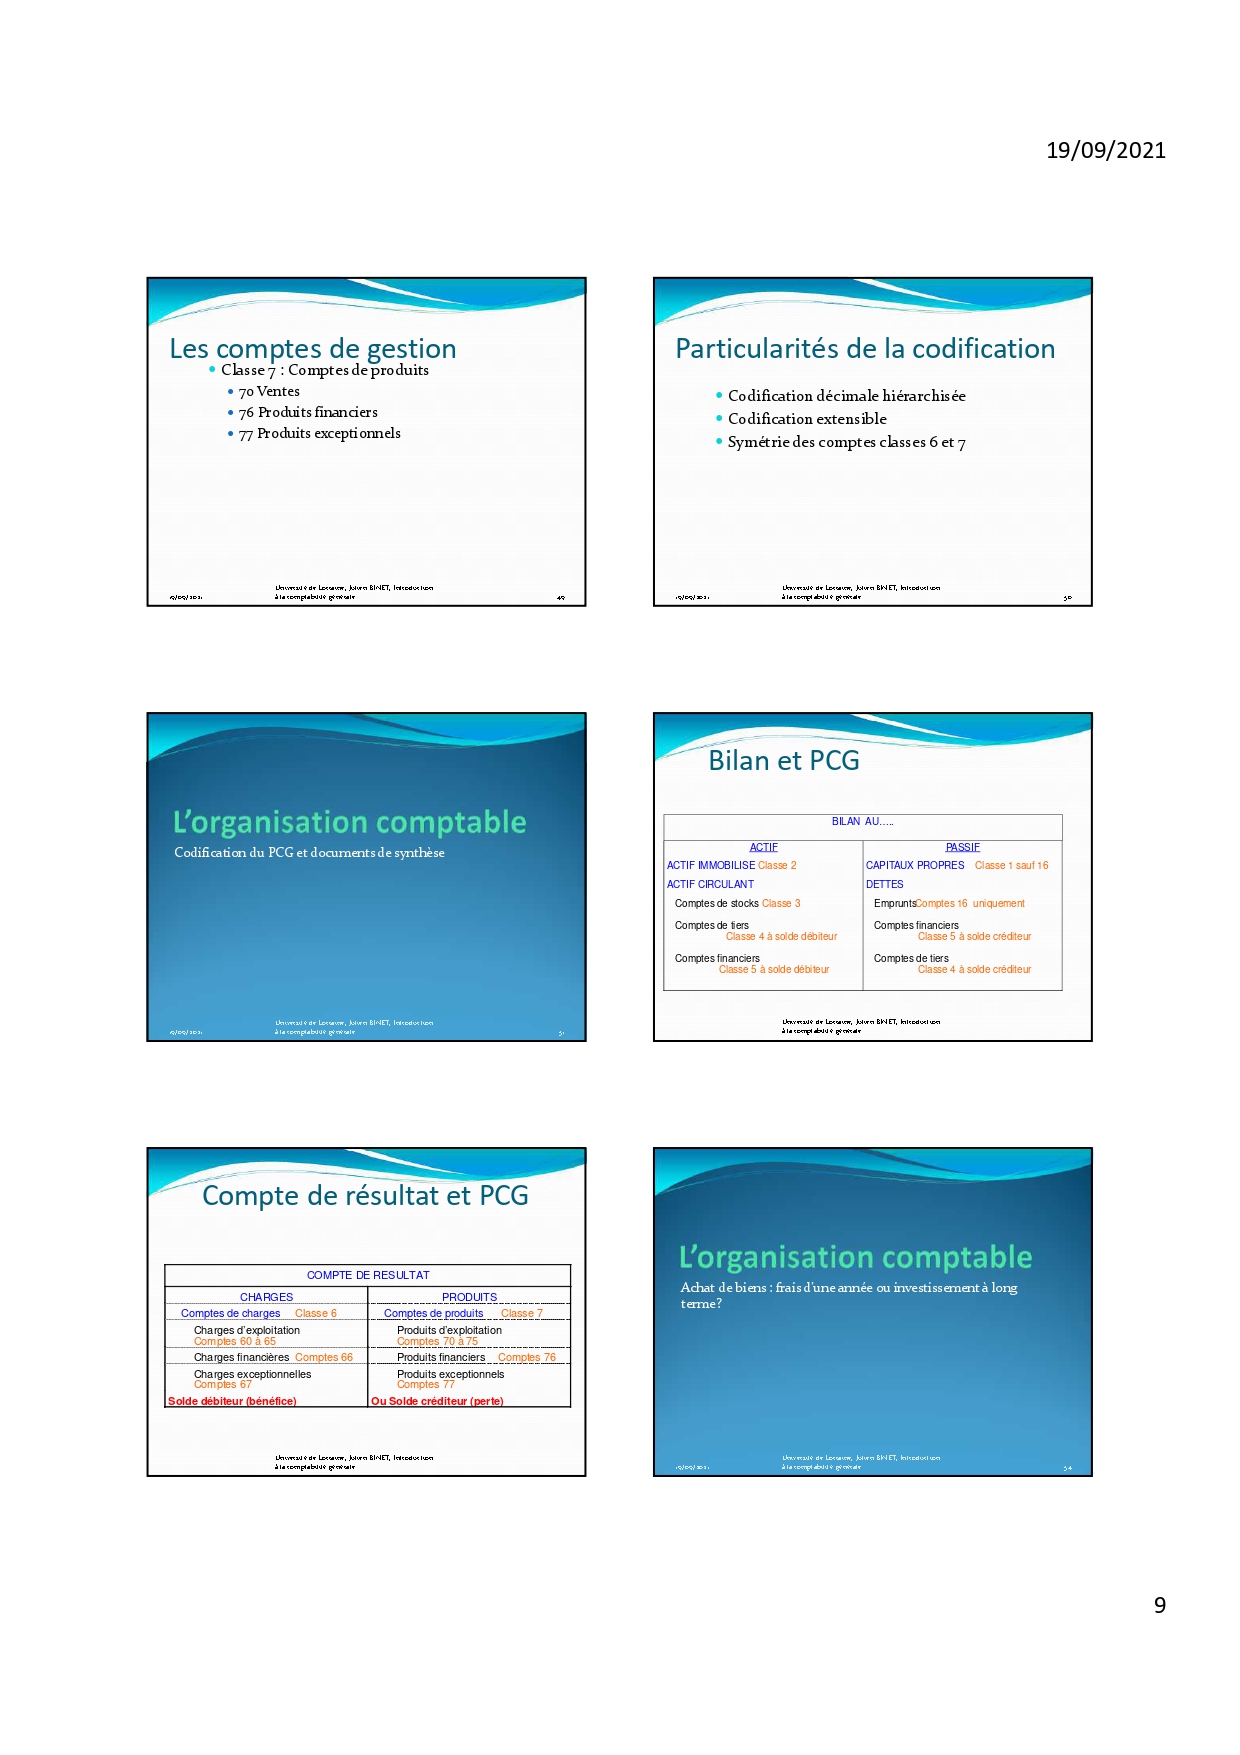 19/09/2021
Les comptes de gestion
• Classe 7 : Comptes de produits
• 70 Ventes
• 76 Produits financiers
• 77 Produits exceptionnels
19/09/2021
Université de Lorraine, Julien BINET, Introduction
à la comptabilité générale
49
Particularités de la codification
• Codification décimale hiérarchisée
• Codification extensible
• Symétrie des comptes classes 6 et 7
19/09/2021
Université de Lorraine, Julien BINET, Introduction
à la comptabilité générale
50
L'organisation comptable
Codification du PCG et documents de synthèse
19/09/2021
Université de Lorraine, Julien BINET, Introduction
à la comptabilité générale
51
Bilan et PCG
BILAN AU.....
ACTIF
ACTIF IMMOBILISE Classe 2
ACTIF CIRCULANT
Comptes de stocks Classe 3
Comptes de tiers
Classe 4 à solde débiteur
Comptes financiers
Classe 5 à solde débiteur
PASSIF
CAPITAUX PROPRES Classe 1 sauf 16
DETTES
EmpruntsComptes 16 uniquement
Comptes financiers
Classe 5 à solde créditeur
Comptes de tiers
Classe 4 à solde créditeur
Université de Lorraine, Julien BINET, Introduction
à la comptabilité générale
Compte de résultat et PCG
COMPTE DE RESULTAT
CHARGES
Comptes de charges Classe 6
Charges d'exploitation
Comptes 60 à 65
Charges financières Comptes 66
Charges exceptionnelles
Comptes 67
Solde débiteur (bénéfice)
PRODUITS
Comptes de produits Classe 7
Produits d'exploitation
Comptes 70 à 75
Produits financiers Comptes 76
Produits exceptionnels
Comptes 77
Ou Solde créditeur (perte)
Université de Lorraine, Julien BINET, Introduction
à la comptabilité générale
L'organisation comptable
Achat de biens : frais d'une année ou investissement à long
terme?
19/09/2021
Université de Lorraine, Julien BINET, Introduction
à la comptabilité générale
54
9